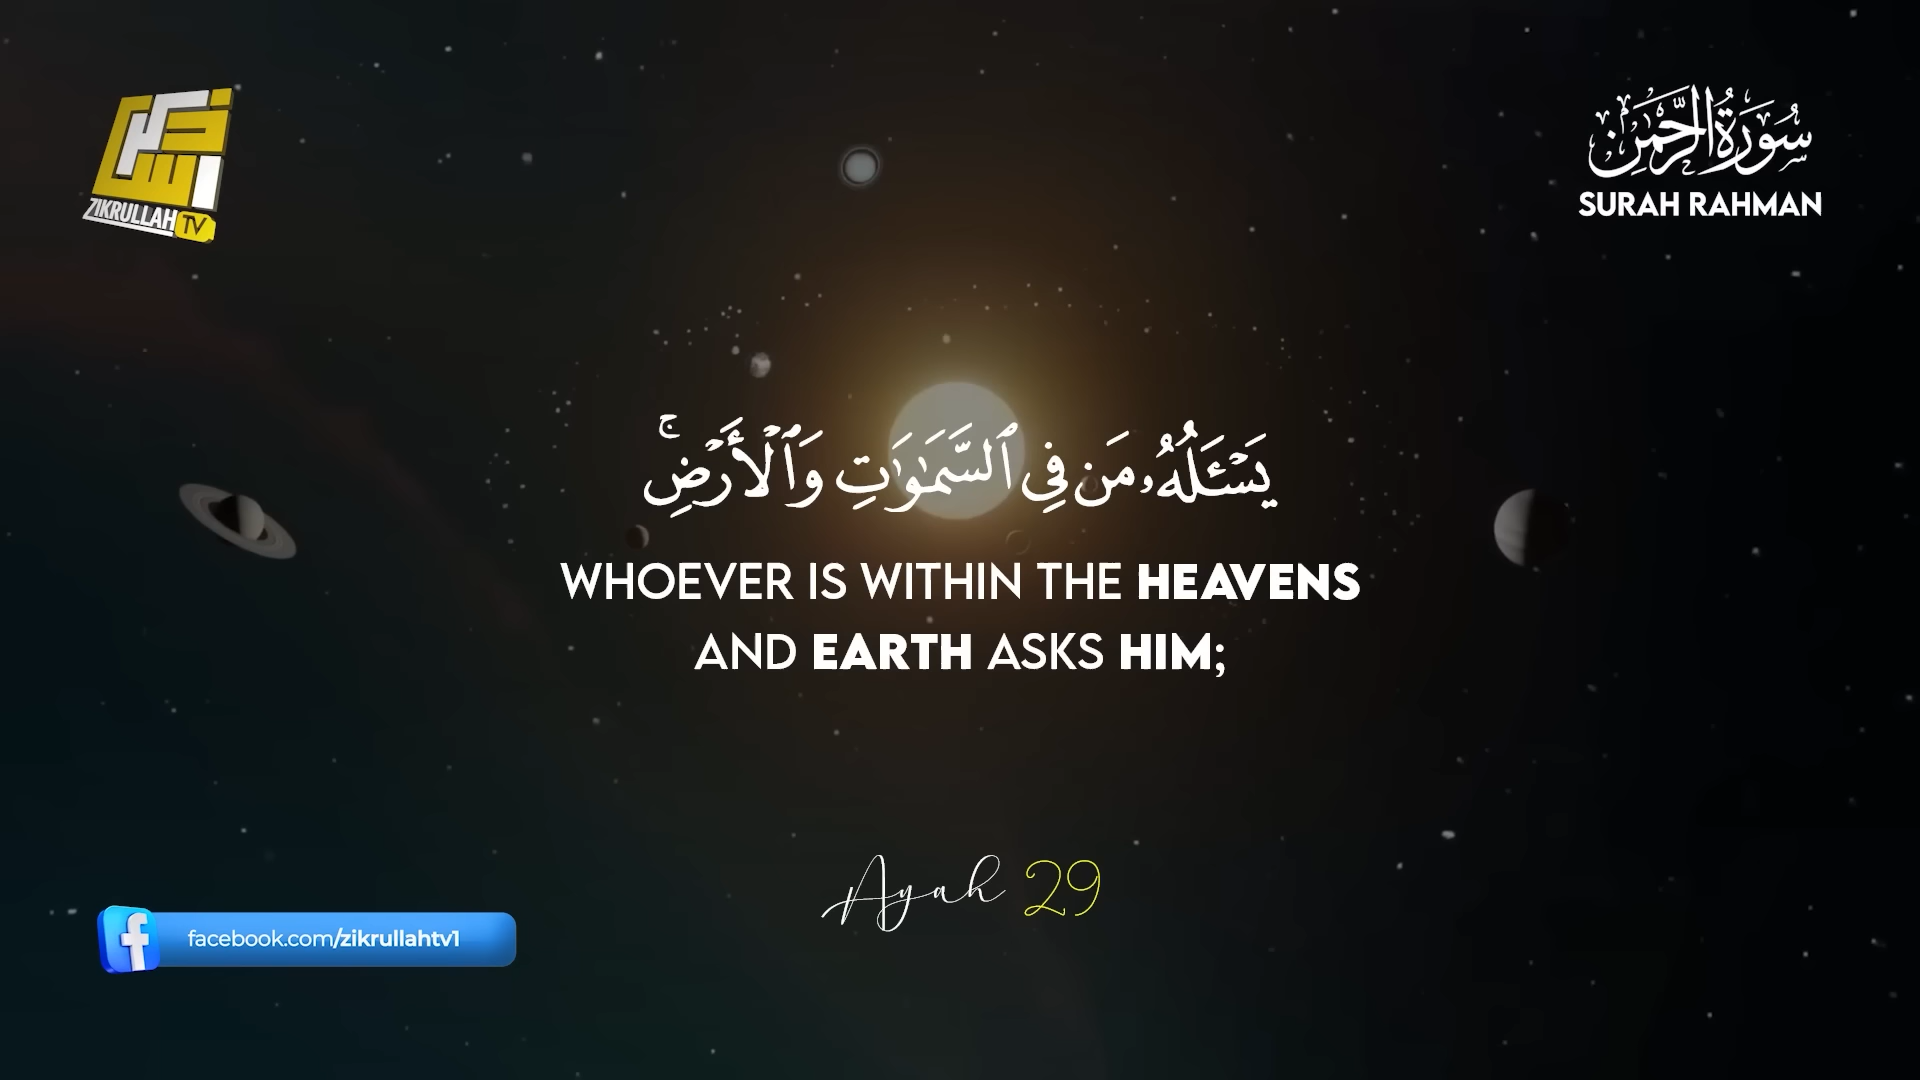 ZIKRULLAH TV
سُورَةُ الرَّحْمَٰن
SURAH RAHMAN
يَسْـَٔلُهُۥ مَن فِى ٱلسَّمَـٰوَٰتِ وَٱلْأَرْضِ ۚ
WHOEVER IS WITHIN THE HEAVENS
AND EARTH ASKS HIM;
Ayah 29
facebook.com/zikrullahtv1